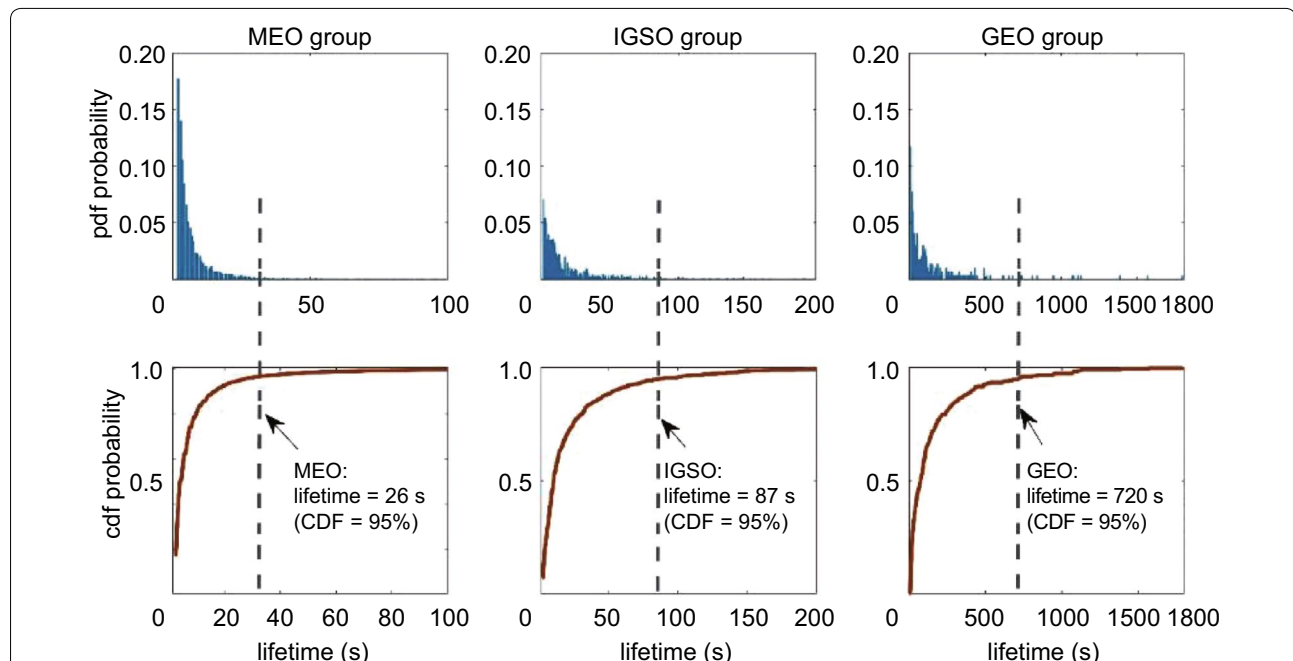 MEO group
IGSO group
GEO group
pdf probability
0.20
0.15
0.10
0.05
0 50 100
0.20
0.15
0.10
0.05
0 50 100 150 200
0.20
0.15
0.10
0.05
0 500 1000 1500 1800
cdf probability
1.0
0.5
MEO:
lifetime = 26 s
(CDF = 95%)
0 20 40 60 80 100
lifetime (s)
1.0
0.5
IGSO:
lifetime = 87 s
(CDF = 95%)
0 50 100 150 200
lifetime (s)
1.0
0.5
GEO:
lifetime = 720 s
(CDF = 95%)
0 500 1000 1500 1800
lifetime (s)